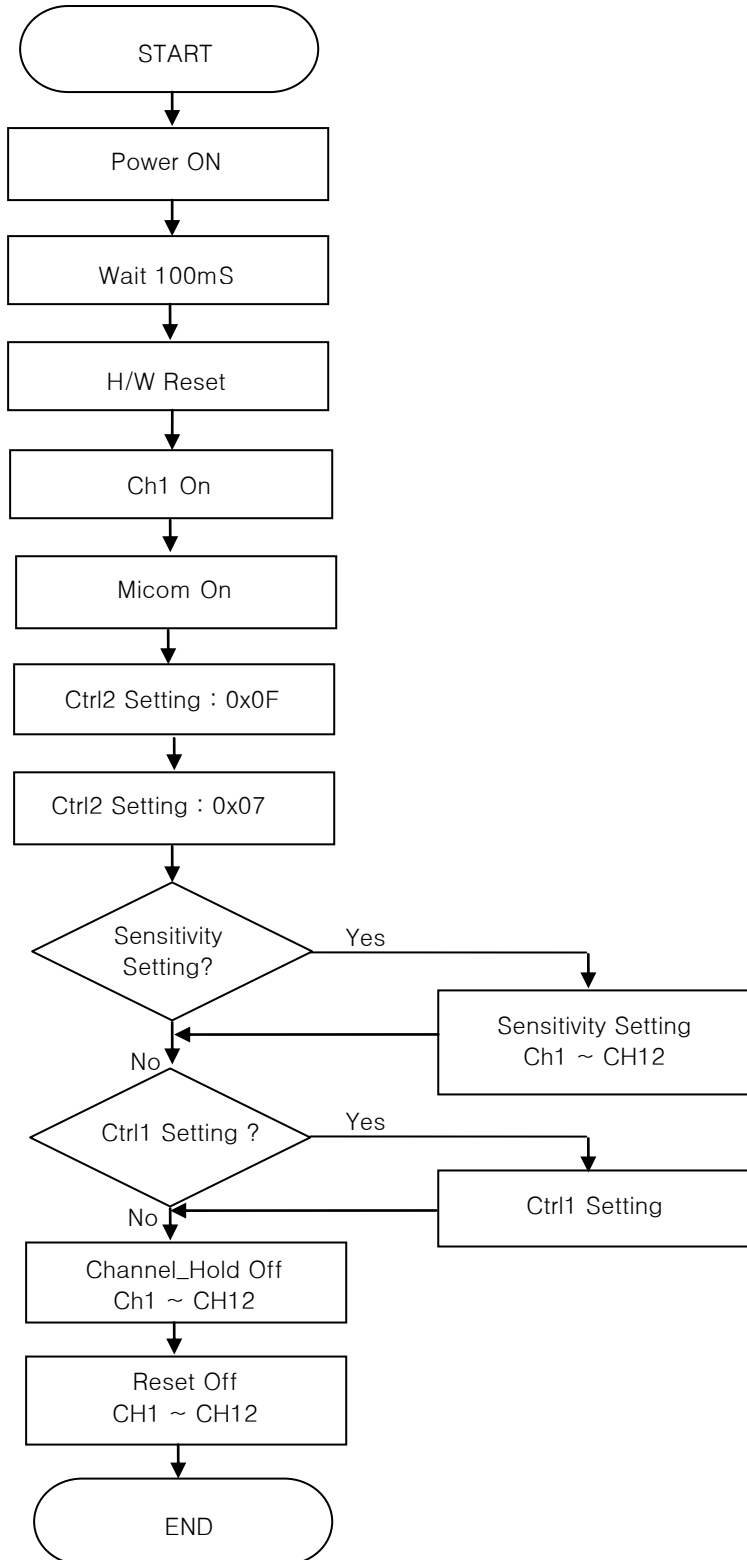 START
Power ON
Wait 100mS
H/W Reset
Ch1 On
Micom On
Ctrl2 Setting : 0x0F
Ctrl2 Setting : 0x07
Sensitivity
Setting?
Yes
Sensitivity Setting
Ch1 ~ CH12
No
Ctrl1 Setting ?
Yes
Ctrl1 Setting
No
Channel_Hold Off
Ch1 ~ CH12
Reset Off
CH1 ~ CH12
END